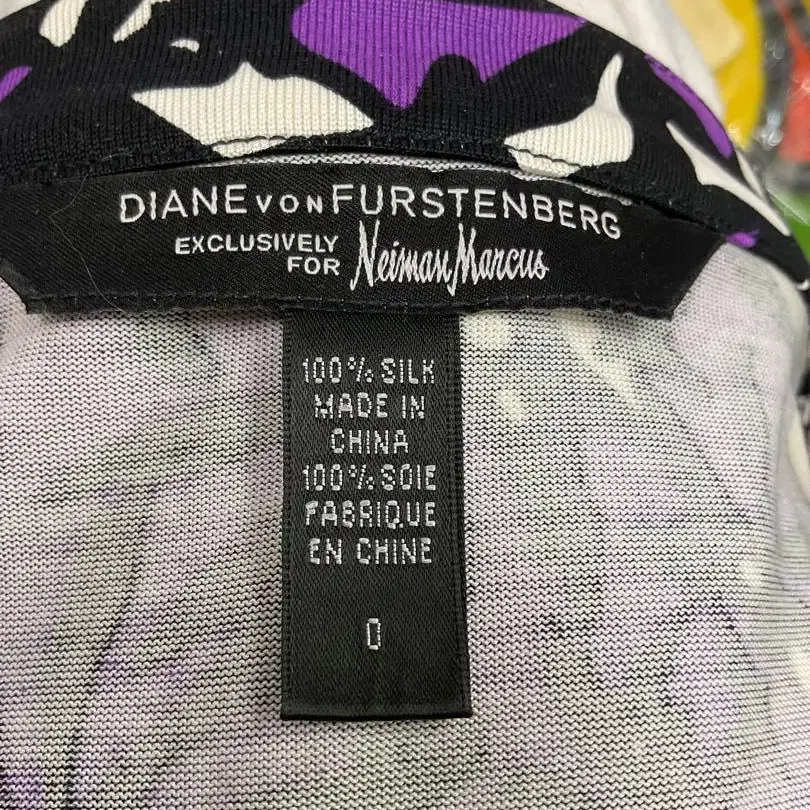 DIANE VON FURSTENBERG
EXCLUSIVELY
FOR Neiman Marcus
100% SILK
MADE IN
CHINA
100% SOIE
FABRIQUE
EN CHINE
0